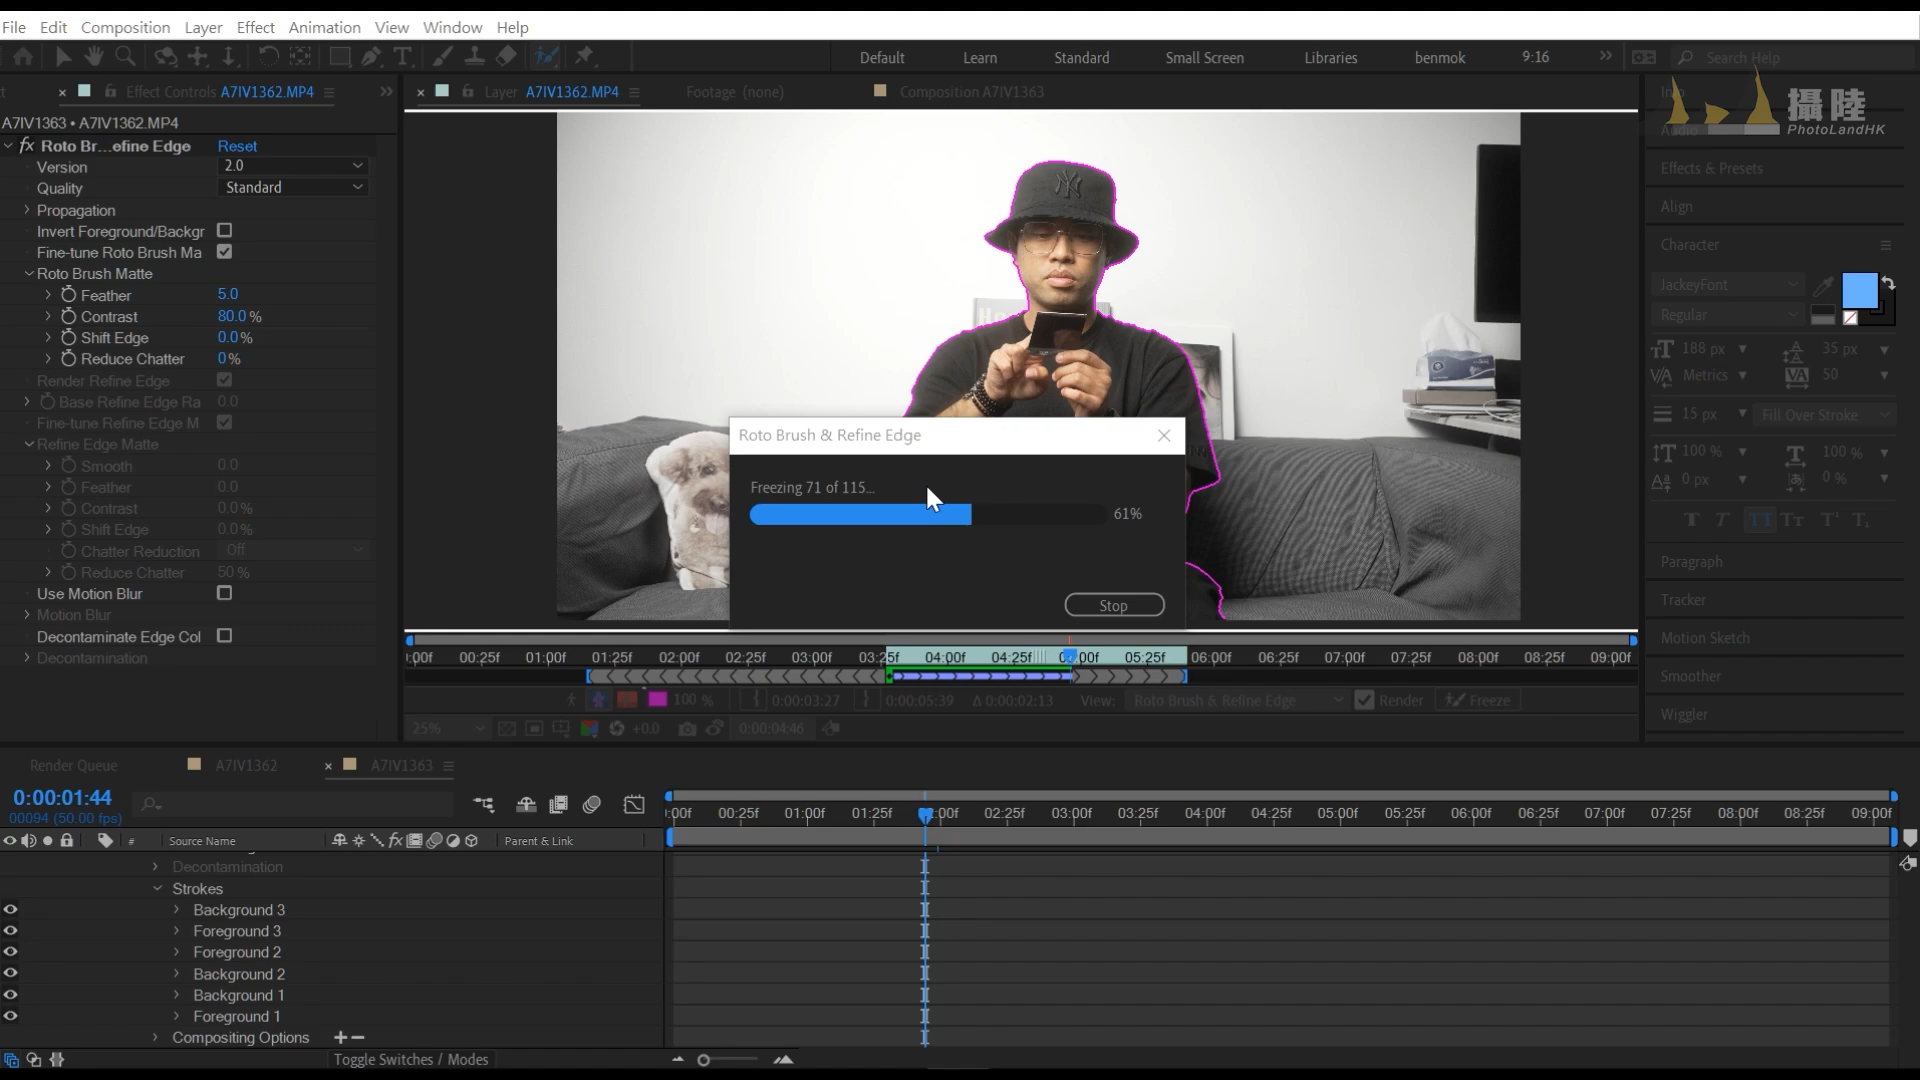 File Edit Composition Layer Effect Animation View Window Help
Default Learn Standard Small Screen Libraries benmok 9:16 Search Help
Effect Controls A7IV1362.MP4
Layer A7IV1362.MP4 Footage (none) Composition A7IV1363
Info
攝陸
PhotoLandHK
Audio
A7IV1363 • A7IV1362.MP4
fx Roto Br...efine Edge Reset
Version 2.0
Quality Standard
Propagation
Invert Foreground/Backgr
Fine-tune Roto Brush Ma
Roto Brush Matte
Feather 5.0
Contrast 80.0 %
Shift Edge 0.0 %
Reduce Chatter 0 %
Render Refine Edge
Base Refine Edge Ra 0.0
Fine-tune Refine Edge M
Refine Edge Matte
Smooth 0.0
Feather 0.0
Contrast 0.0 %
Shift Edge 0.0 %
Chatter Reduction Off
Reduce Chatter 50 %
Use Motion Blur
Motion Blur
Decontaminate Edge Col
Decontamination
NY
Roto Brush & Refine Edge
Freezing 71 of 115...
61%
Stop
:00f 00:25f 01:00f 01:25f 02:00f 02:25f 03:00f 03:25f 04:00f 04:25f 05:25f 06:00f 06:25f 07:00f 07:25f 08:00f 08:25f 09:00f
100 % 0:00:03:27 0:00:05:39 Δ 0:00:02:13 View: Roto Brush & Refine Edge Render Freeze
25% +0.0 0:00:04:46
Effects & Presets
Align
Character
JackeyFont
Regular
188 px 35 px
Metrics 50
15 px Fill Over Stroke
100 % 100 %
0 px 0 %
Paragraph
Tracker
Motion Sketch
Smoother
Wiggler
Render Queue A7IV1362 A7IV1363
0:00:01:44
00094 (50.00 fps)
:00f 00:25f 01:00f 01:25f 02:00f 02:25f 03:00f 03:25f 04:00f 04:25f 05:00f 05:25f 06:00f 06:25f 07:00f 07:25f 08:00f 08:25f 09:00f
# Source Name fx Parent & Link
Decontamination
Strokes
Background 3
Foreground 3
Foreground 2
Background 2
Background 1
Foreground 1
Compositing Options
Toggle Switches / Modes